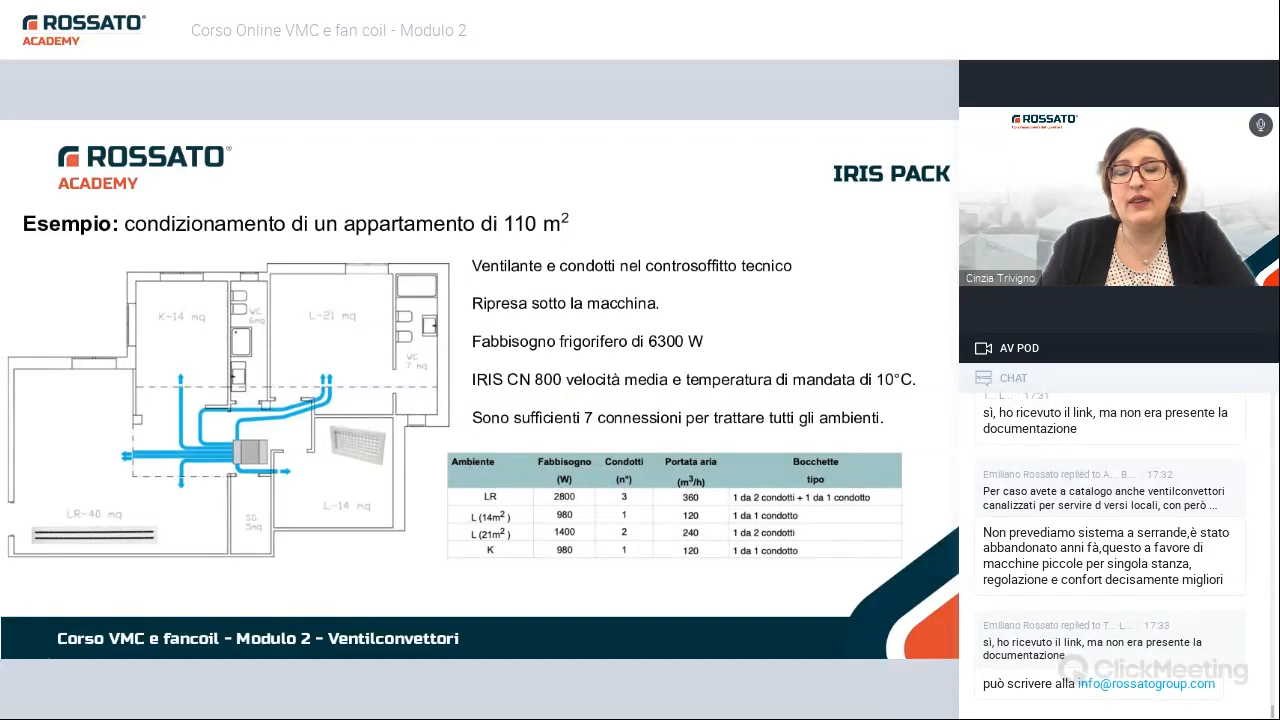 ROSSATO
ACADEMY
Corso Online VMC e fan coil - Modulo 2
ROSSATO
ACADEMY
IRIS PACK
Esempio: condizionamento di un appartamento di 110 m²
Ventilante e condotti nel controsoffitto tecnico
Ripresa sotto la macchina.
Fabbisogno frigorifero di 6300 W
IRIS CN 800 velocità media e temperatura di mandata di 10°C.
Sono sufficienti 7 connessioni per trattare tutti gli ambienti.
K-14 mq
WC
6mq
L-21 mq
WC
7 mq
LR-40 mq
SG
5mq
L-14 mq
Ambiente Fabbisogno (W) Condotti (n°) Portata aria (m³/h) Bocchette tipo
LR 2800 3 360 1 da 2 condotti + 1 da 1 condotto
L (14m²) 980 1 120 1 da 1 condotto
L (21m²) 1400 2 240 1 da 2 condotti
K 980 1 120 1 da 1 condotto
Corso VMC e fancoil - Modulo 2 - Ventilconvettori
ROSSATO
Cinzia Trivigno
AV POD
CHAT
T... L... / 17:31
sì, ho ricevuto il link, ma non era presente la
documentazione
Emiliano Rossato replied to A... B... / 17:32
Per caso avete a catalogo anche ventilconvettori
canalizzati per servire d versi locali, con però ...
Non prevediamo sistema a serrande,è stato
abbandonato anni fà,questo a favore di
macchine piccole per singola stanza,
regolazione e confort decisamente migliori
Emiliano Rossato replied to T... L... / 17:33
sì, ho ricevuto il link, ma non era presente la
documentazione
ClickMeeting
può scrivere alla info@rossatogroup.com